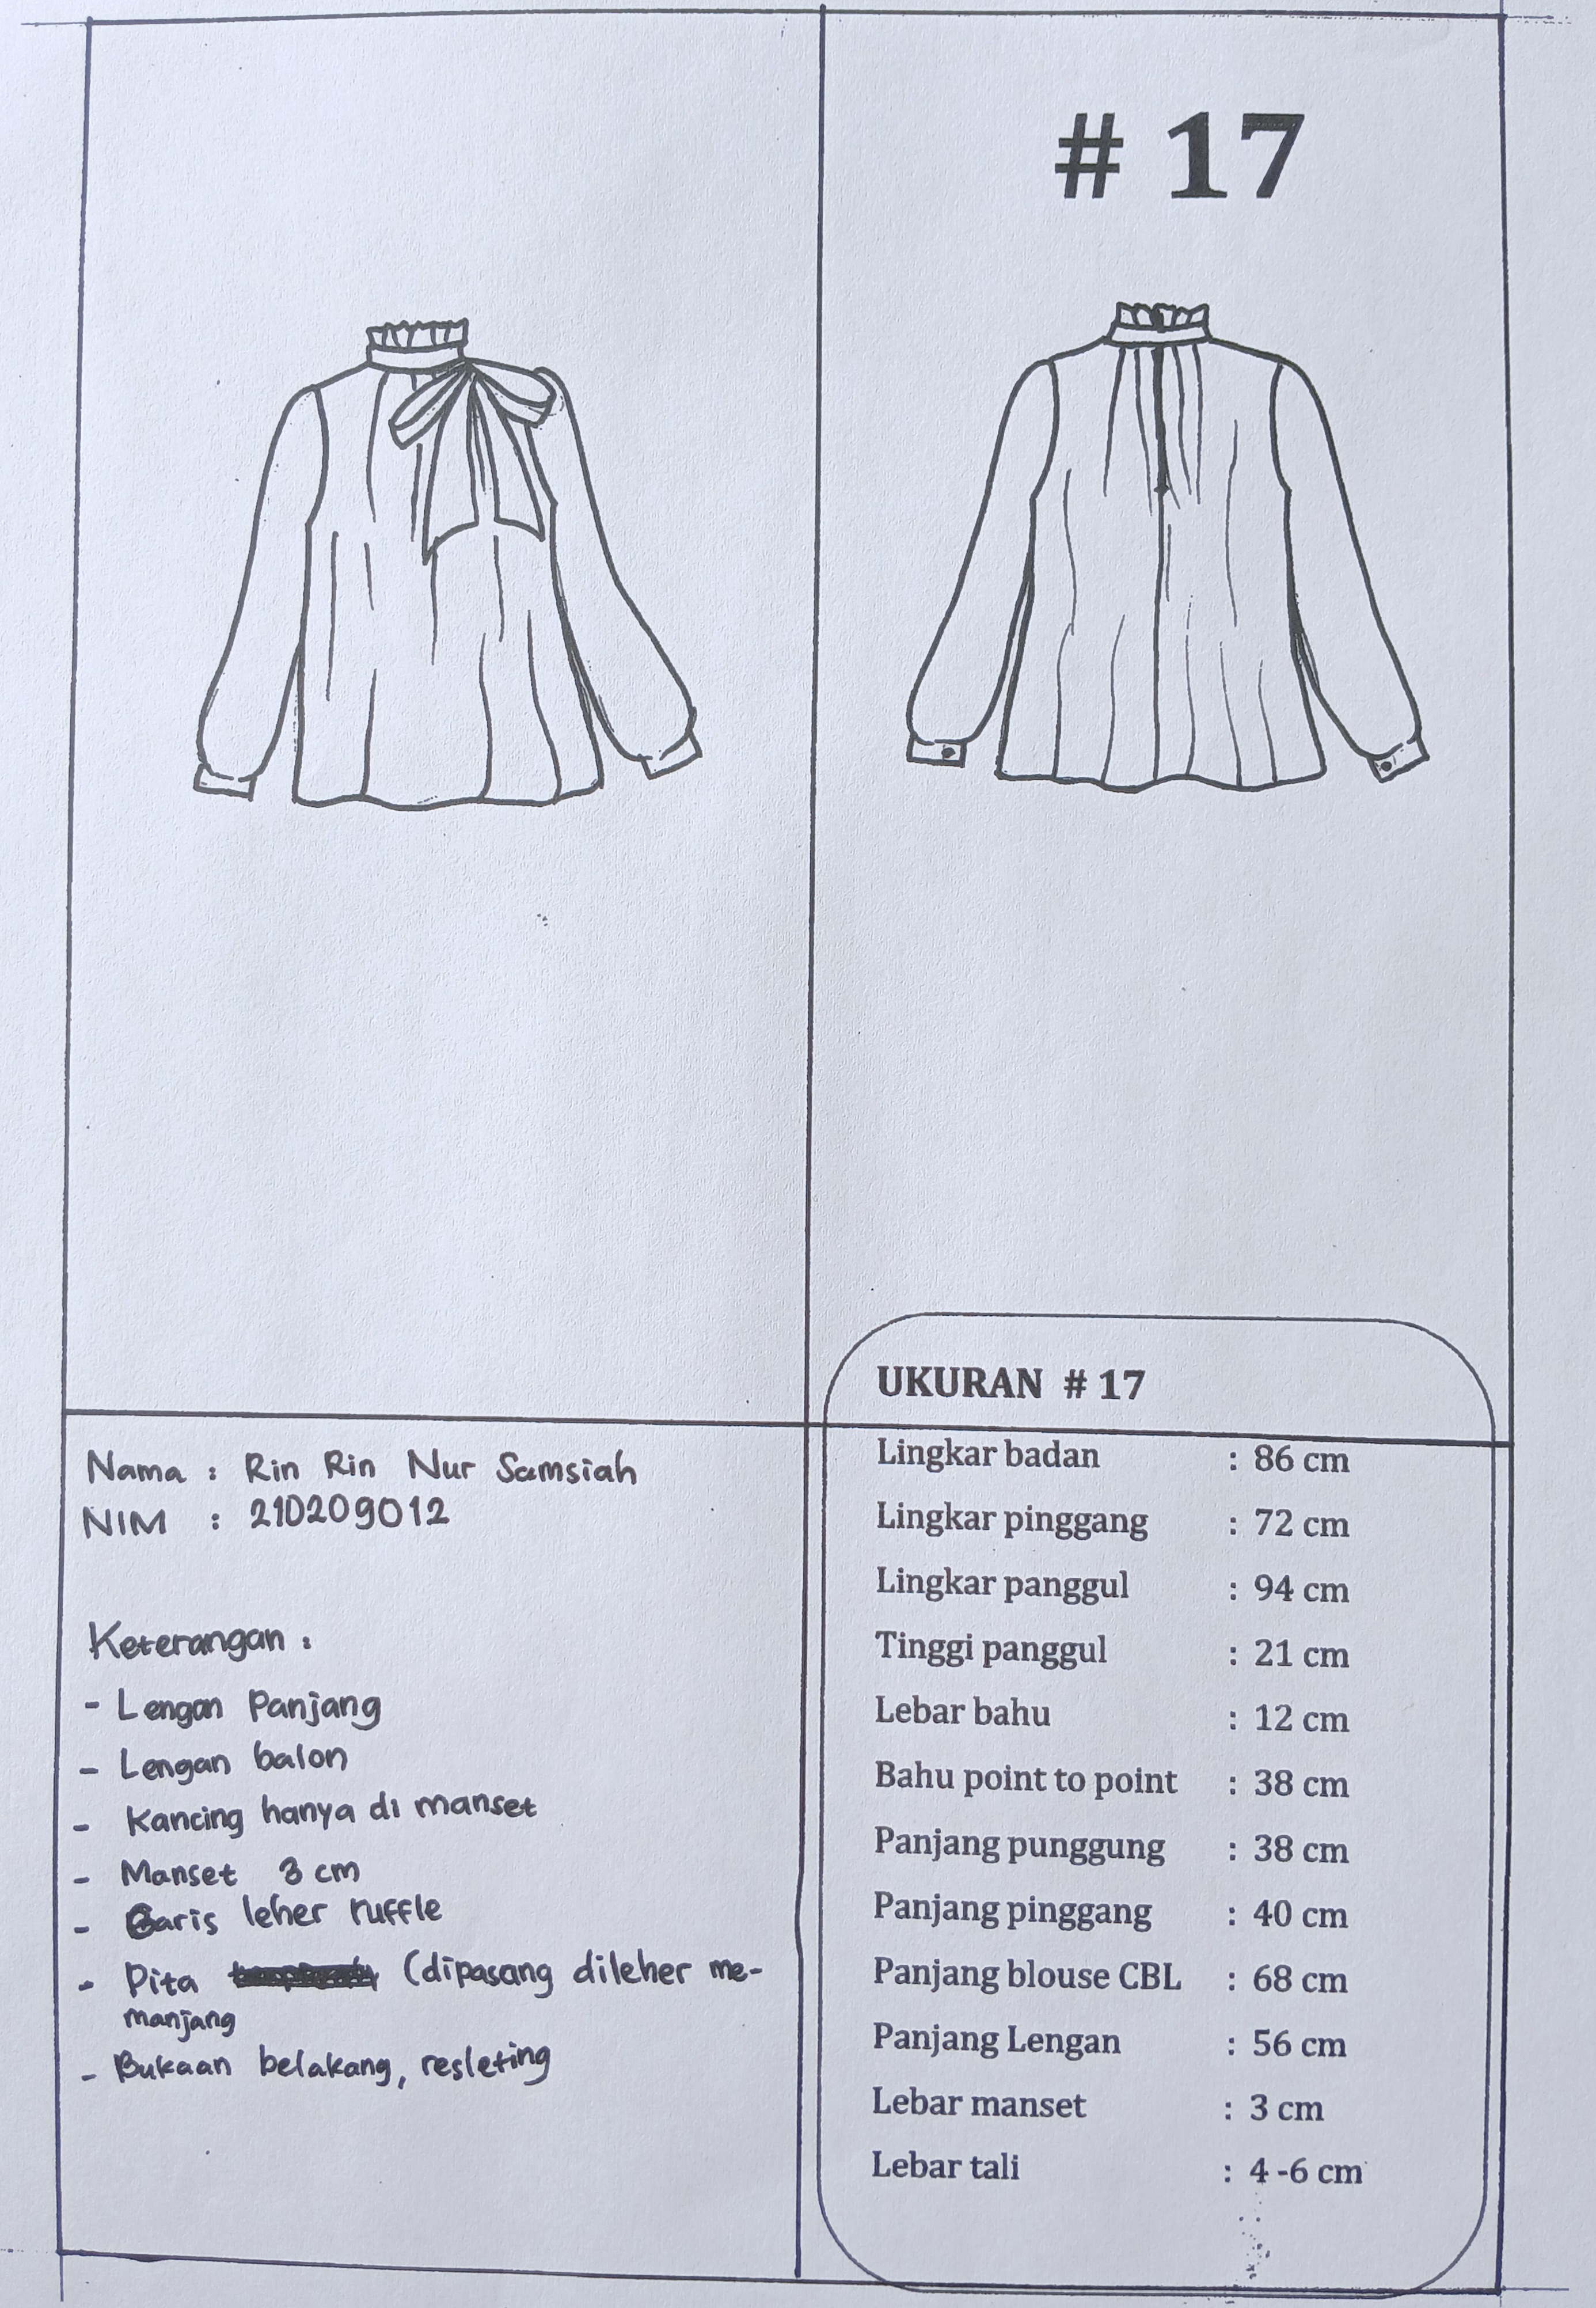 # 17
Nama : Rin Rin Nur Samsiah
NIM : 210209012
Keterangan :
- Lengan Panjang
- Lengan balon
- Kancing hanya di manset
- Manset 3 cm
- Garis leher ruffle
- Pita (dipasang dileher me-
manjang
- Bukaan belakang, resleting
UKURAN # 17
Lingkar badan : 86 cm
Lingkar pinggang : 72 cm
Lingkar panggul : 94 cm
Tinggi panggul : 21 cm
Lebar bahu : 12 cm
Bahu point to point : 38 cm
Panjang punggung : 38 cm
Panjang pinggang : 40 cm
Panjang blouse CBL : 68 cm
Panjang Lengan : 56 cm
Lebar manset : 3 cm
Lebar tali : 4 -6 cm